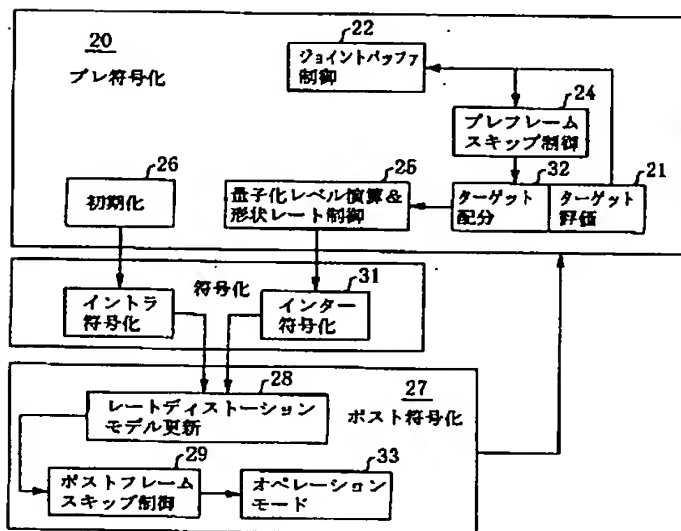 20
プレ符号化
22
ジョイントバッファ
制御
24
プレフレーム
スキップ制御
26
初期化
25
量子化レベル演算&
形状レート制御
32
ターゲット
配分
21
ターゲット
評価
符号化
イントラ
符号化
31
インター
符号化
27
ポスト符号化
28
レートディストーション
モデル更新
29
ポストフレーム
スキップ制御
33
オペレーション
モード